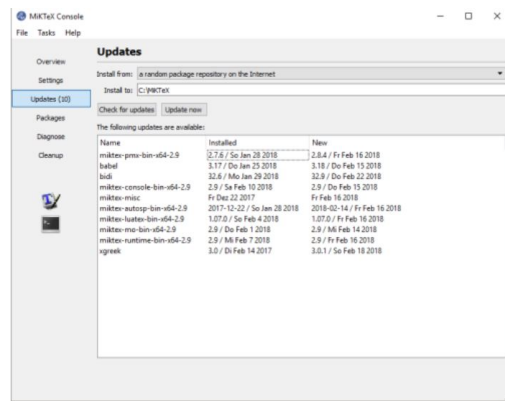 MiKTeX Console
File Tasks Help
Overview
Settings
Updates (10)
Packages
Diagnose
Cleanup
Updates
Install from: a random package repository on the Internet
Install to: C:\MiKTeX
Check for updates Update now
The following updates are available:
Name Installed New
miktex-pmx-bin-x64-2.9 2.7.6 / So Jan 28 2018 2.8.4 / Fr Feb 16 2018
babel 3.17 / Do Jan 25 2018 3.18 / Do Feb 15 2018
bidi 32.6 / Mo Jan 29 2018 32.9 / Do Feb 22 2018
miktex-console-bin-x64-2.9 2.9 / Sa Feb 10 2018 2.9 / Do Feb 15 2018
miktex-misc Fr Dez 22 2017 Fr Feb 16 2018
miktex-autosp-bin-x64-2.9 2017-12-22 / So Jan 28 2018 2018-02-14 / Fr Feb 16 2018
miktex-luatex-bin-x64-2.9 1.07.0 / So Feb 4 2018 1.07.0 / Fr Feb 16 2018
miktex-mo-bin-x64-2.9 2.9 / Do Feb 1 2018 2.9 / Mi Feb 14 2018
miktex-runtime-bin-x64-2.9 2.9 / Mi Feb 7 2018 2.9 / Fr Feb 16 2018
xgreek 3.0 / Di Feb 14 2017 3.0.1 / So Feb 18 2018